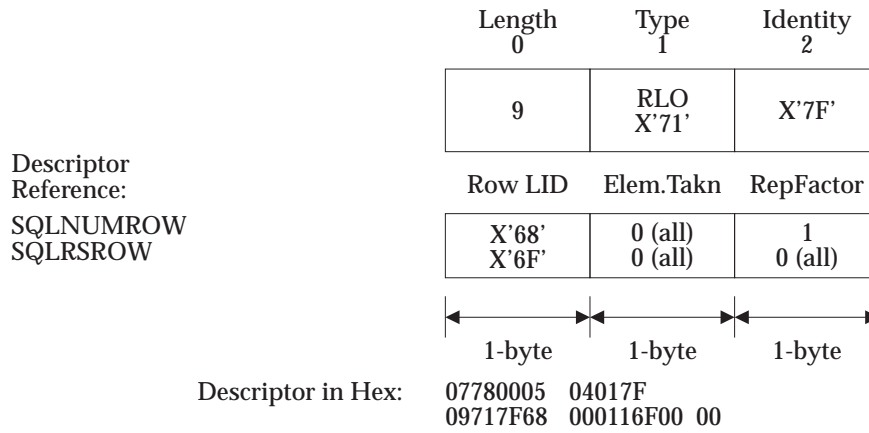 Length Type Identity
0 1 2
9 RLO X'7F'
X'71'
Descriptor
Reference: Row LID Elem.Takn RepFactor
SQLNUMROW X'68' 0 (all) 1
SQLRSROW X'6F' 0 (all) 0 (all)
1-byte 1-byte 1-byte
Descriptor in Hex: 07780005 04017F
09717F68 000116F00 00